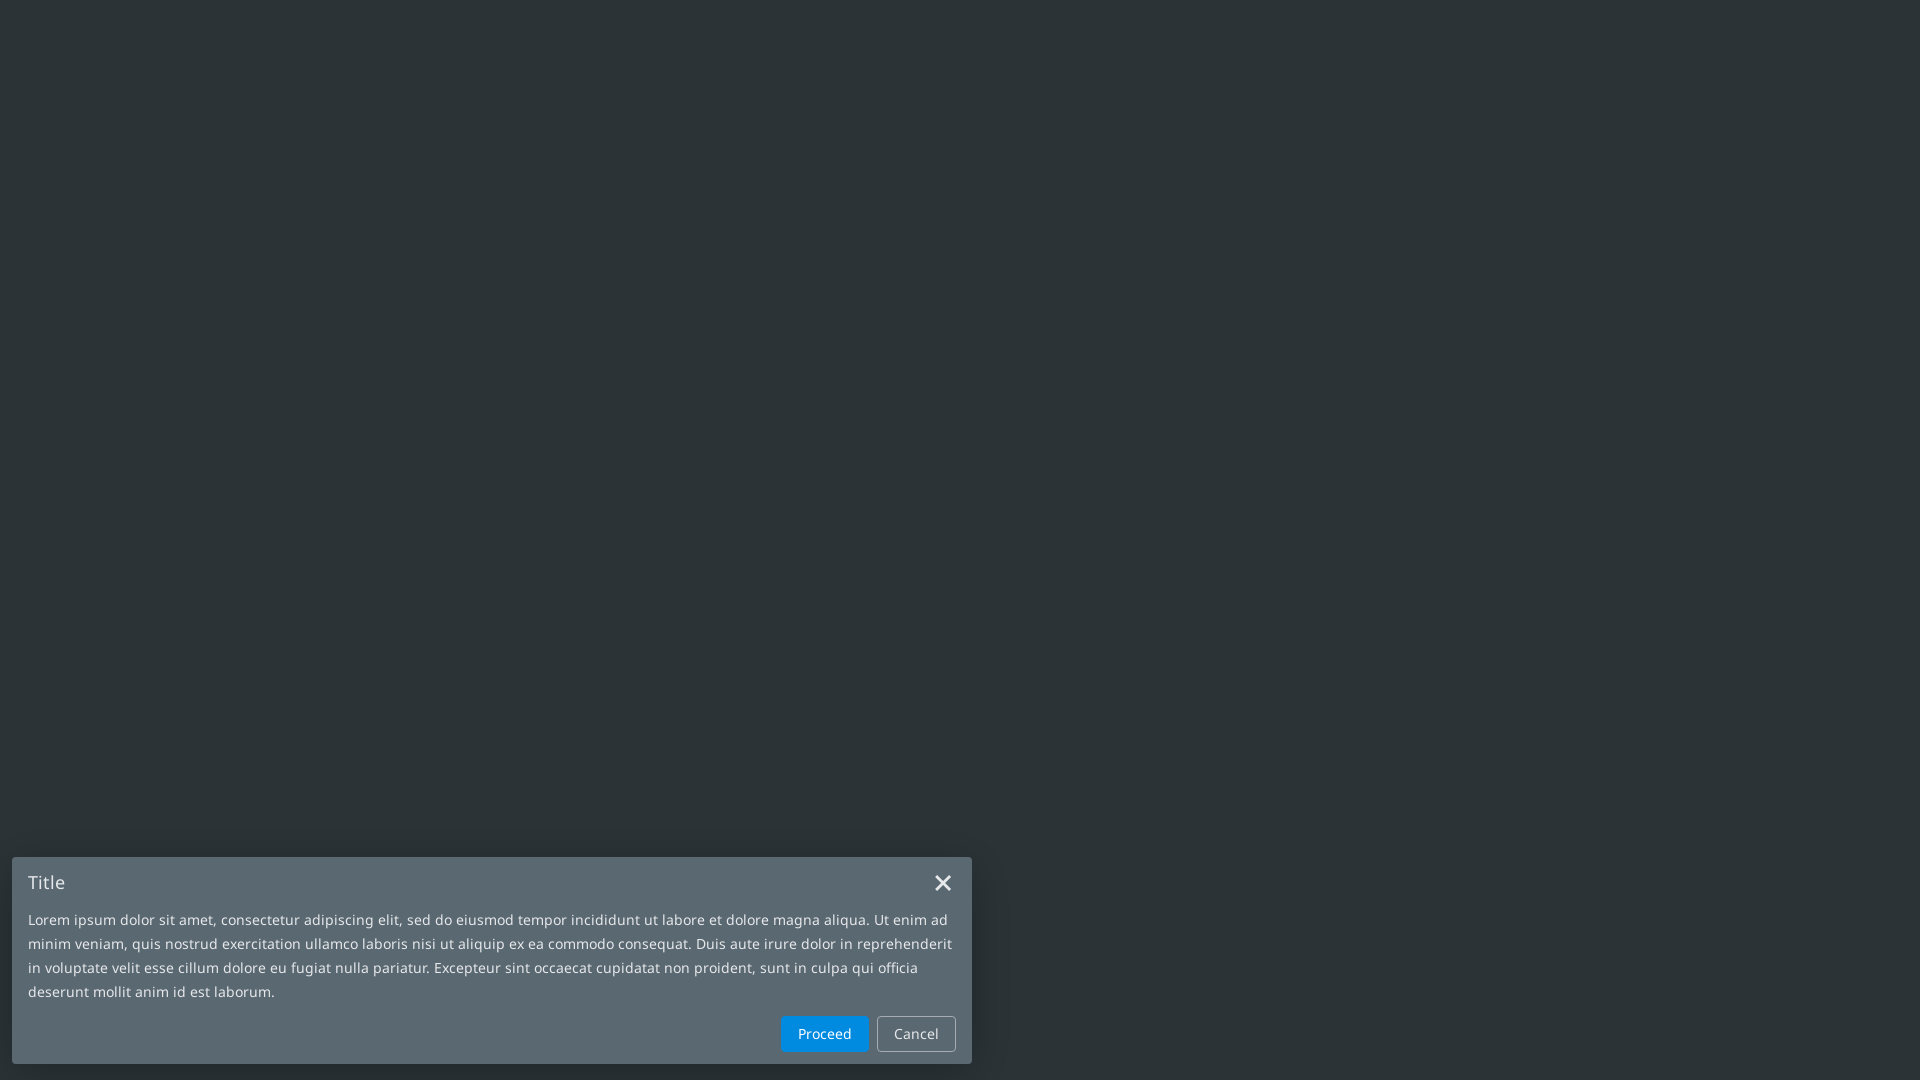 Title
Lorem ipsum dolor sit amet, consectetur adipiscing elit, sed do eiusmod tempor incididunt ut labore et dolore magna aliqua. Ut enim ad
minim veniam, quis nostrud exercitation ullamco laboris nisi ut aliquip ex ea commodo consequat. Duis aute irure dolor in reprehenderit
in voluptate velit esse cillum dolore eu fugiat nulla pariatur. Excepteur sint occaecat cupidatat non proident, sunt in culpa qui officia
deserunt mollit anim id est laborum.
Proceed Cancel